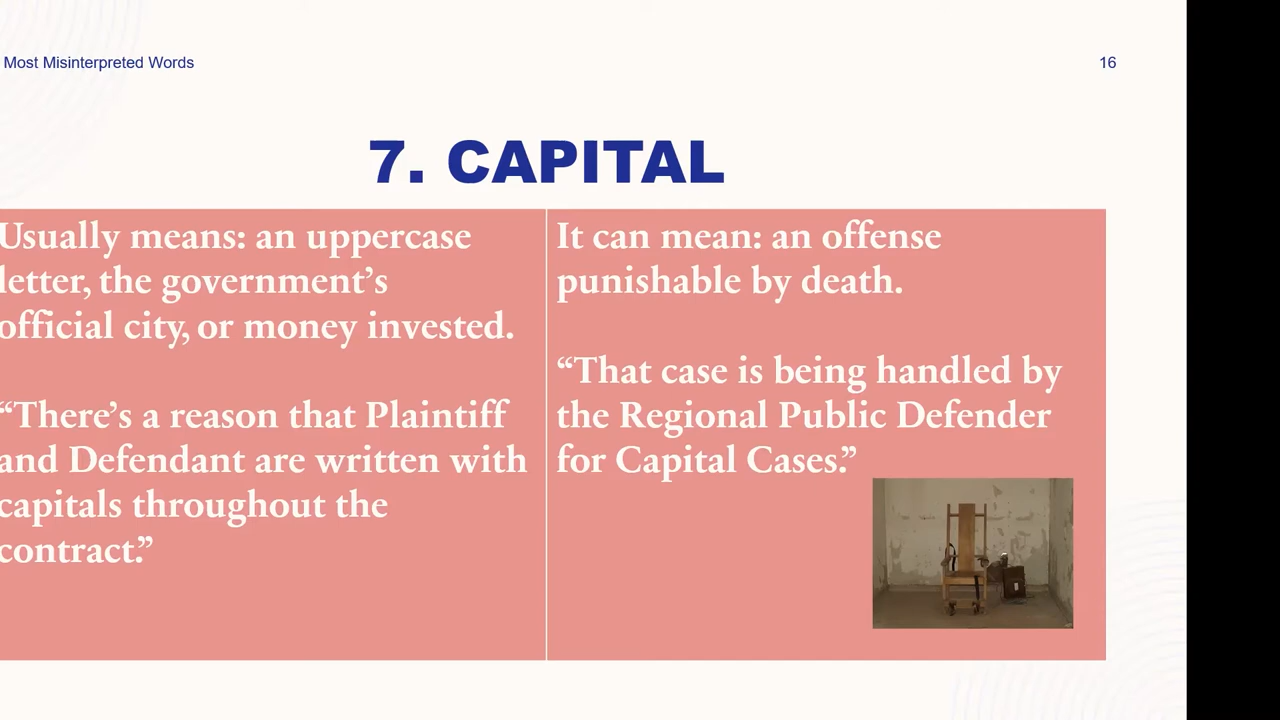 Most Misinterpreted Words
16
7. CAPITAL
Usually means: an uppercase
letter, the government’s
official city, or money invested.
“There’s a reason that Plaintiff
and Defendant are written with
capitals throughout the
contract.”
It can mean: an offense
punishable by death.
“That case is being handled by
the Regional Public Defender
for Capital Cases.”